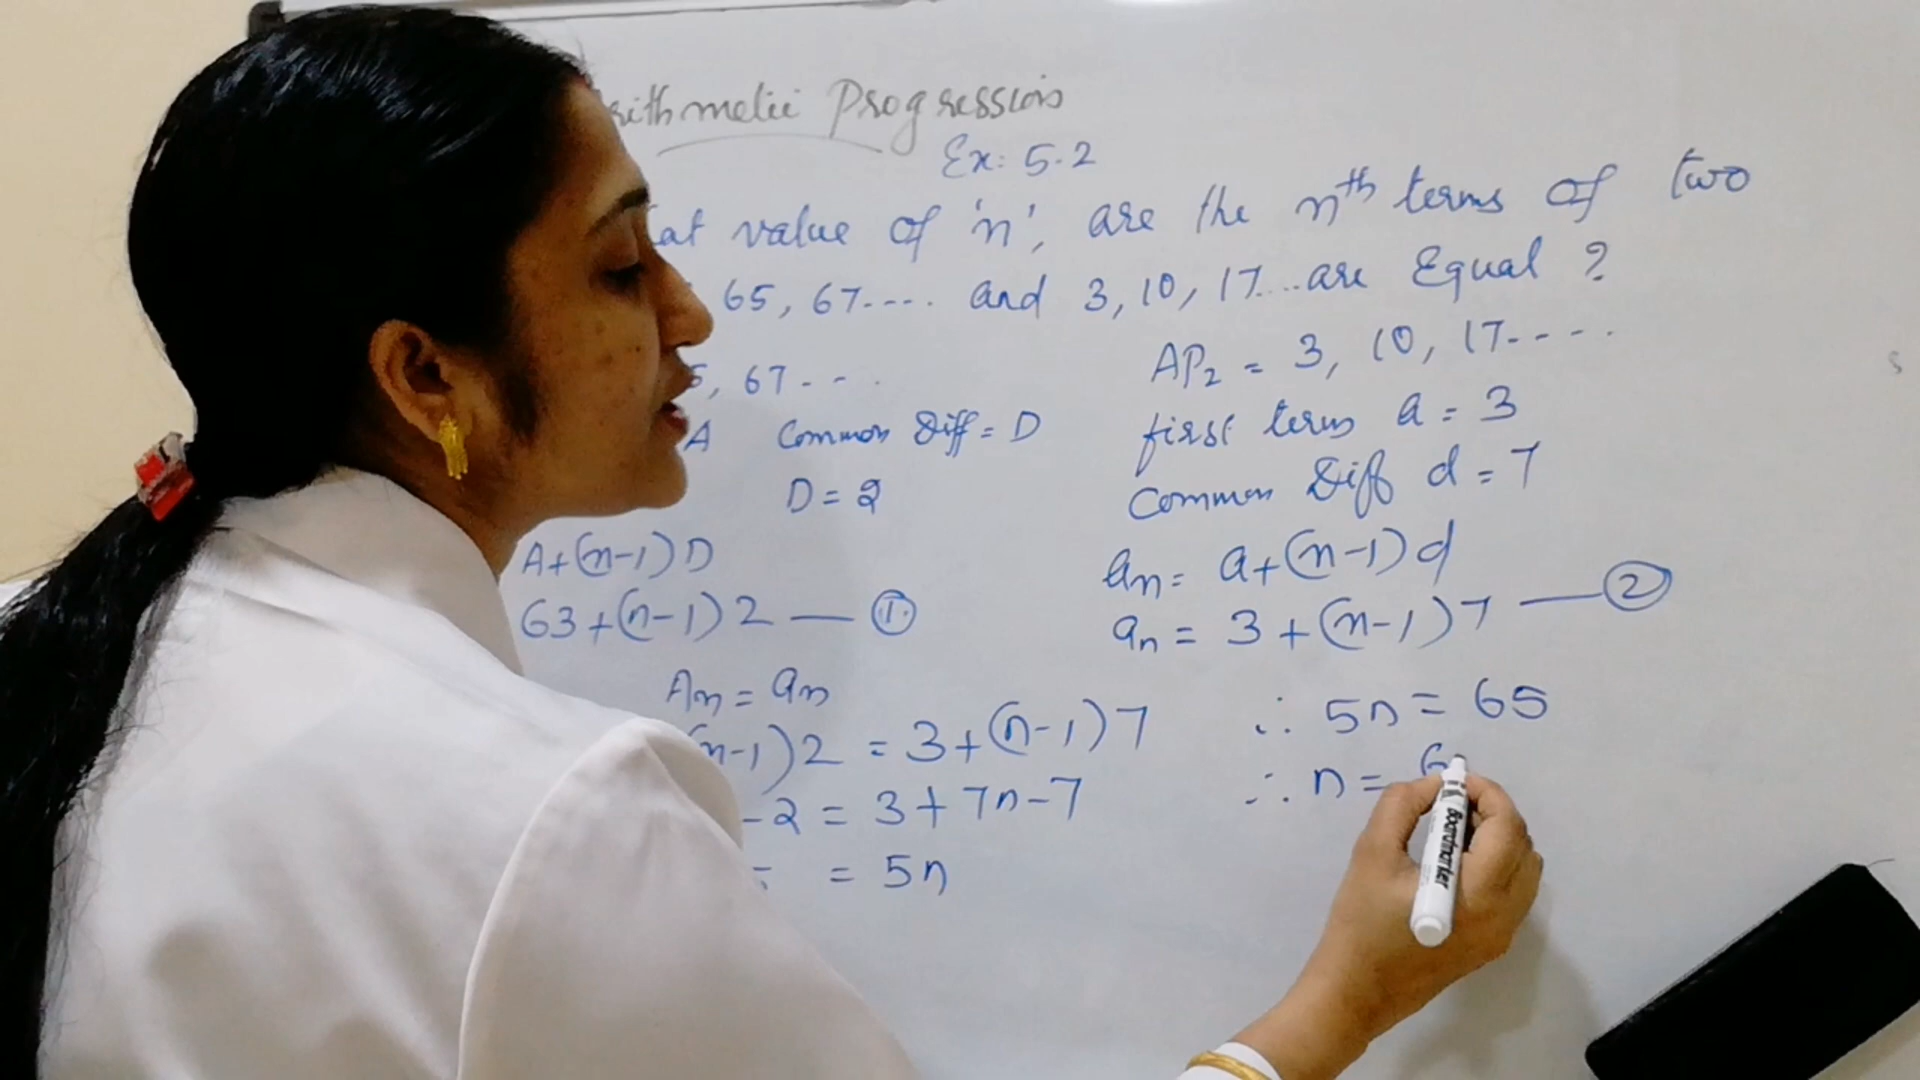 rithmetic Progression
Ex: 5.2
at value of 'n', are the nth terms of two
65, 67.... and 3, 10, 17...are Equal ?
5, 67...
A Common Diff = D
D = 2
A+(n-1)D
63+(n-1)2 — ①
An = an
n-1)2 = 3+(n-1)7
-2 = 3+7n-7
= 5n
AP2 = 3, 10, 17-----
first term a = 3
Common Diff d = 7
an = a+(n-1)d
an = 3+(n-1)7 — ②
∴ 5n = 65
∴ n = 6
Boardmarker